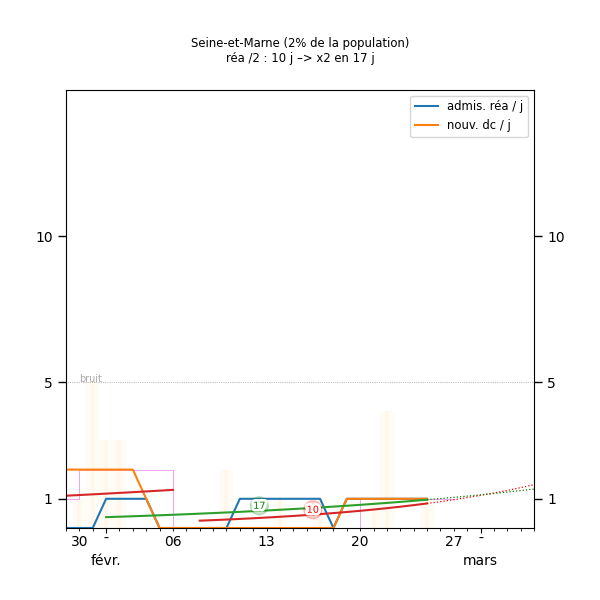 Seine-et-Marne (2% de la population)
réa /2 : 10 j –> x2 en 17 j
admis. réa / j
nouv. dc / j
10 10
bruit
5 5
17
10
1 1
30 - 06 13 20 27 -
févr. mars